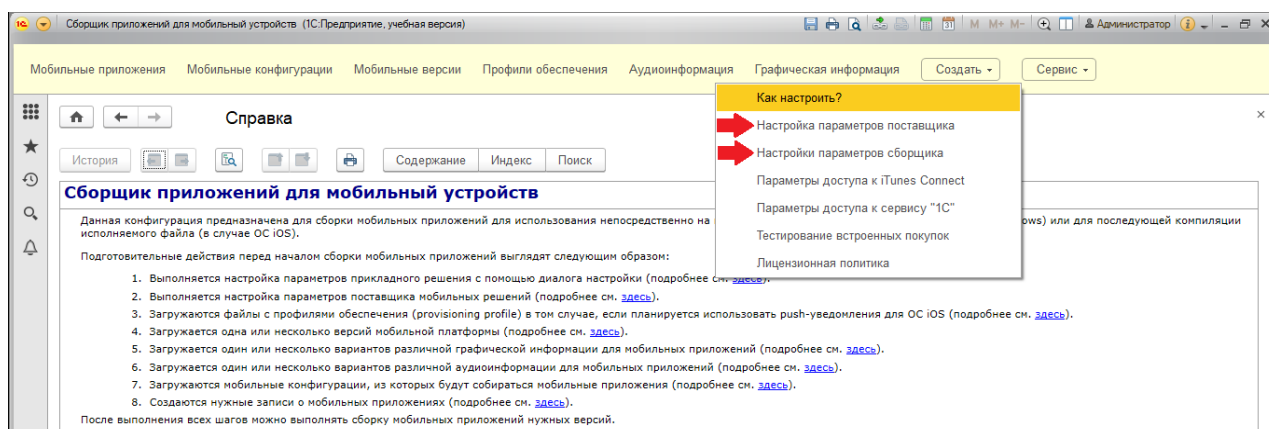 1С Сборщик приложений для мобильный устройств (1С:Предприятие, учебная версия) 31 M M+ M- Администратор
Мобильные приложения Мобильные конфигурации Мобильные версии Профили обеспечения Аудиоинформация Графическая информация Создать Сервис
Как настроить?
Настройка параметров поставщика
Настройки параметров сборщика
Параметры доступа к iTunes Connect
Параметры доступа к сервису "1С"
Тестирование встроенных покупок
Лицензионная политика
Справка
История Содержание Индекс Поиск
Сборщик приложений для мобильный устройств
Данная конфигурация предназначена для сборки мобильных приложений для использования непосредственно на ows) или для последующей компиляции
исполняемого файла (в случае ОС iOS).
Подготовительные действия перед началом сборки мобильных приложений выглядят следующим образом:
1. Выполняется настройка параметров прикладного решения с помощью диалога настройки (подробнее см. здесь).
2. Выполняется настройка параметров поставщика мобильных решений (подробнее см. здесь).
3. Загружаются файлы с профилями обеспечения (provisioning profile) в том случае, если планируется использовать push-уведомления для ОС iOS (подробнее см. здесь).
4. Загружается одна или несколько версий мобильной платформы (подробнее см. здесь).
5. Загружается один или несколько вариантов различной графической информации для мобильных приложений (подробнее см. здесь).
6. Загружается один или несколько вариантов различной аудиоинформации для мобильных приложений (подробнее см. здесь).
7. Загружаются мобильные конфигурации, из которых будут собираться мобильные приложения (подробнее см. здесь).
8. Создаются нужные записи о мобильных приложениях (подробнее см. здесь).
После выполнения всех шагов можно выполнять сборку мобильных приложений нужных версий.